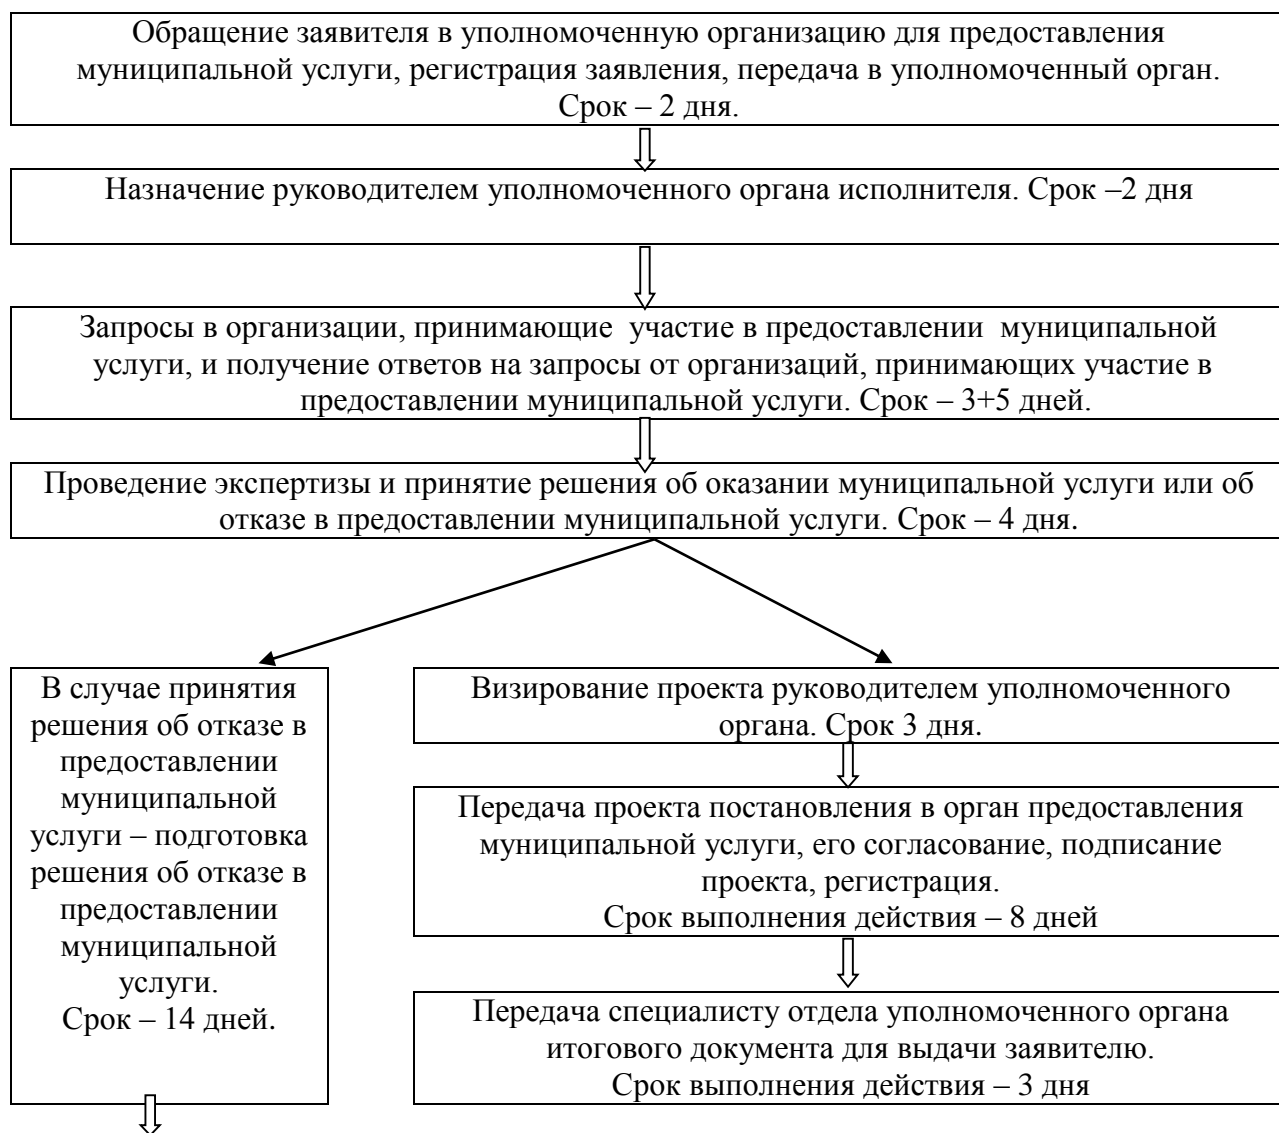 Обращение заявителя в уполномоченную организацию для предоставления
муниципальной услуги, регистрация заявления, передача в уполномоченный орган.
Срок – 2 дня.
Назначение руководителем уполномоченного органа исполнителя. Срок –2 дня
Запросы в организации, принимающие участие в предоставлении муниципальной
услуги, и получение ответов на запросы от организаций, принимающих участие в
предоставлении муниципальной услуги. Срок – 3+5 дней.
Проведение экспертизы и принятие решения об оказании муниципальной услуги или об
отказе в предоставлении муниципальной услуги. Срок – 4 дня.
В случае принятия
решения об отказе в
предоставлении
муниципальной
услуги – подготовка
решения об отказе в
предоставлении
муниципальной
услуги.
Срок – 14 дней.
Визирование проекта руководителем уполномоченного
органа. Срок 3 дня.
Передача проекта постановления в орган предоставления
муниципальной услуги, его согласование, подписание
проекта, регистрация.
Срок выполнения действия – 8 дней
Передача специалисту отдела уполномоченного органа
итогового документа для выдачи заявителю.
Срок выполнения действия – 3 дня